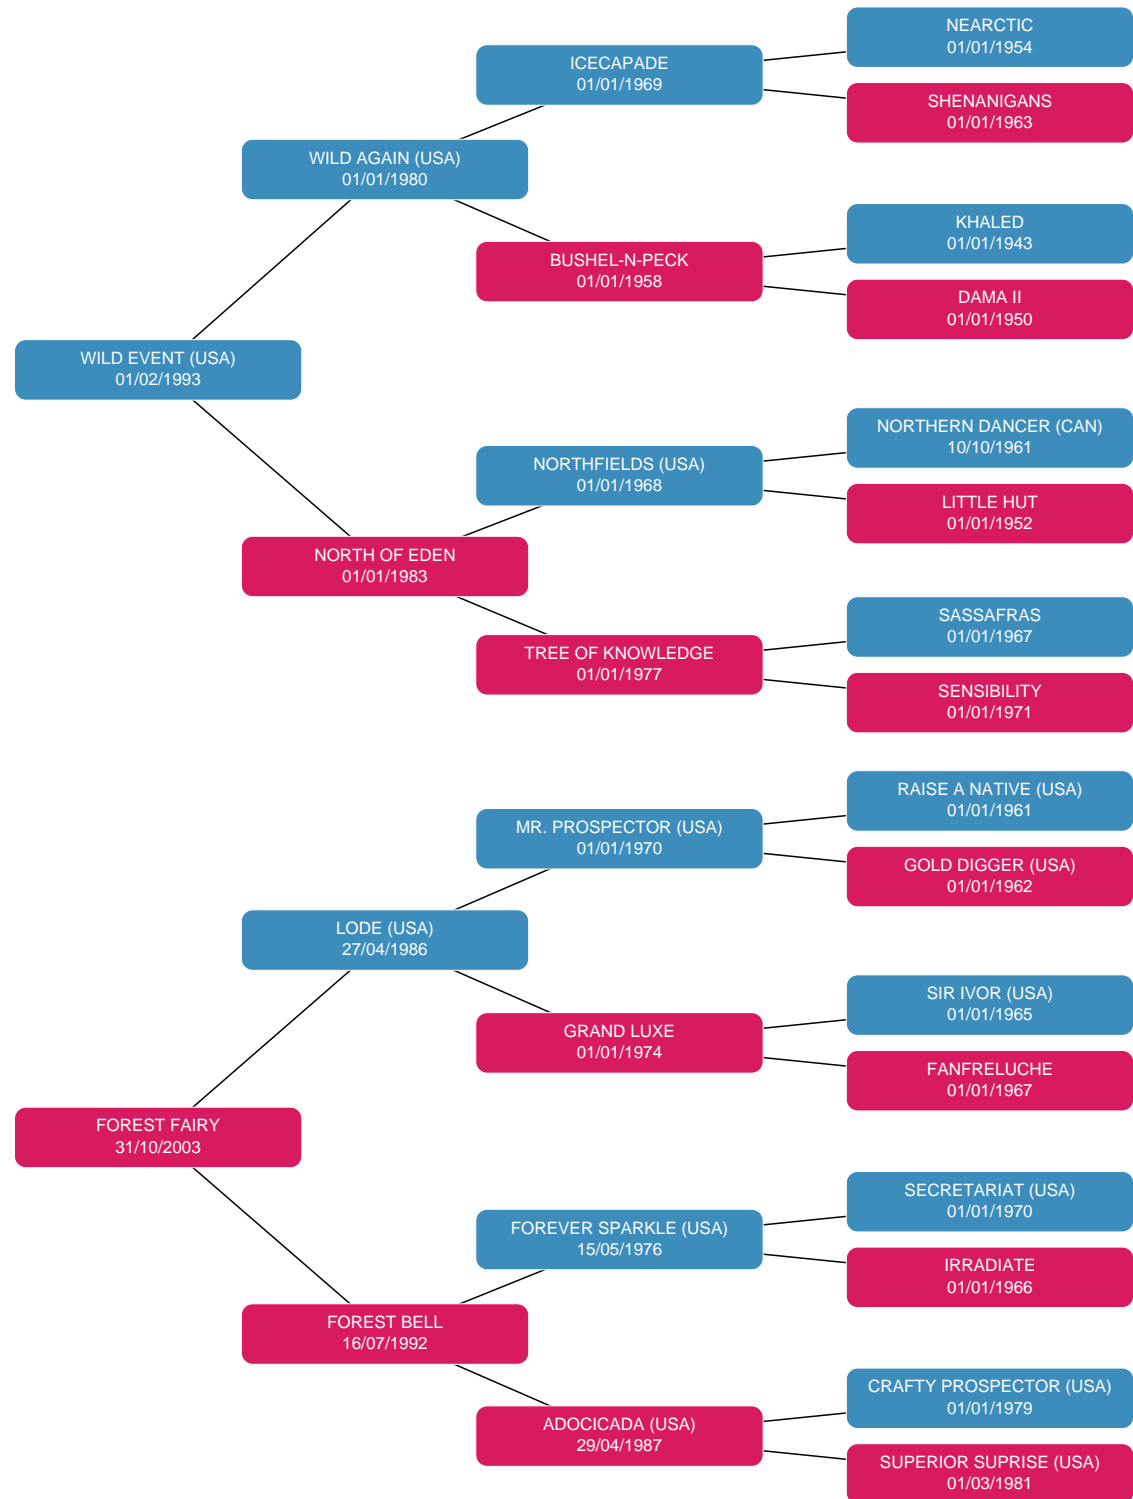 NEARCTIC
01/01/1954
ICECAPADE
01/01/1969
SHENANIGANS
01/01/1963
WILD AGAIN (USA)
01/01/1980
KHALED
01/01/1943
BUSHEL-N-PECK
01/01/1958
DAMA II
01/01/1950
WILD EVENT (USA)
01/02/1993
NORTHERN DANCER (CAN)
10/10/1961
NORTHFIELDS (USA)
01/01/1968
LITTLE HUT
01/01/1952
NORTH OF EDEN
01/01/1983
SASSAFRAS
01/01/1967
TREE OF KNOWLEDGE
01/01/1977
SENSIBILITY
01/01/1971
RAISE A NATIVE (USA)
01/01/1961
MR. PROSPECTOR (USA)
01/01/1970
GOLD DIGGER (USA)
01/01/1962
LODE (USA)
27/04/1986
SIR IVOR (USA)
01/01/1965
GRAND LUXE
01/01/1974
FANFRELUCHE
01/01/1967
FOREST FAIRY
31/10/2003
SECRETARIAT (USA)
01/01/1970
FOREVER SPARKLE (USA)
15/05/1976
IRRADIATE
01/01/1966
FOREST BELL
16/07/1992
CRAFTY PROSPECTOR (USA)
01/01/1979
ADOCICADA (USA)
29/04/1987
SUPERIOR SUPRISE (USA)
01/03/1981